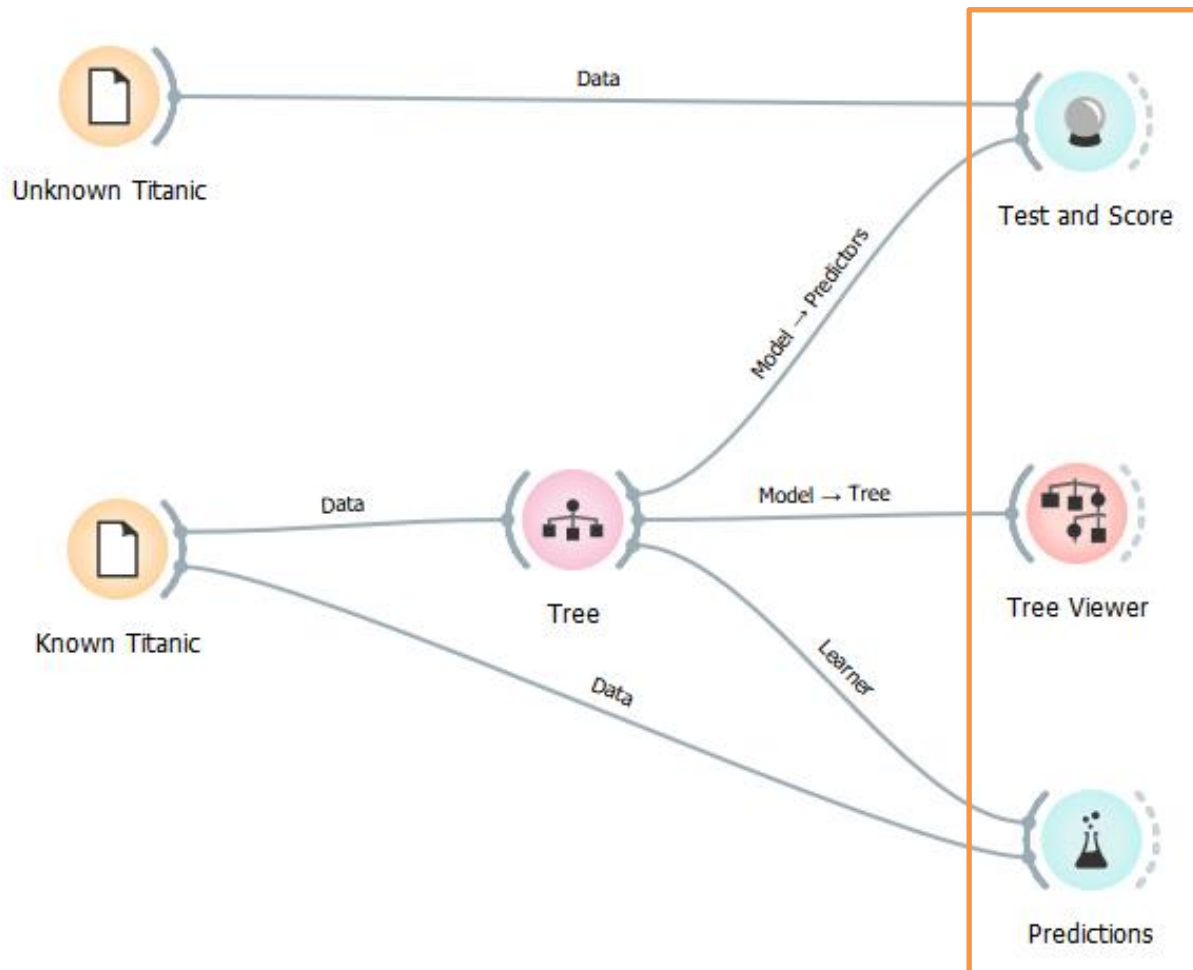 Data
Unknown Titanic
Test and Score
Model → Predictors
Data
Model → Tree
Known Titanic
Tree
Tree Viewer
Learner
Data
Predictions